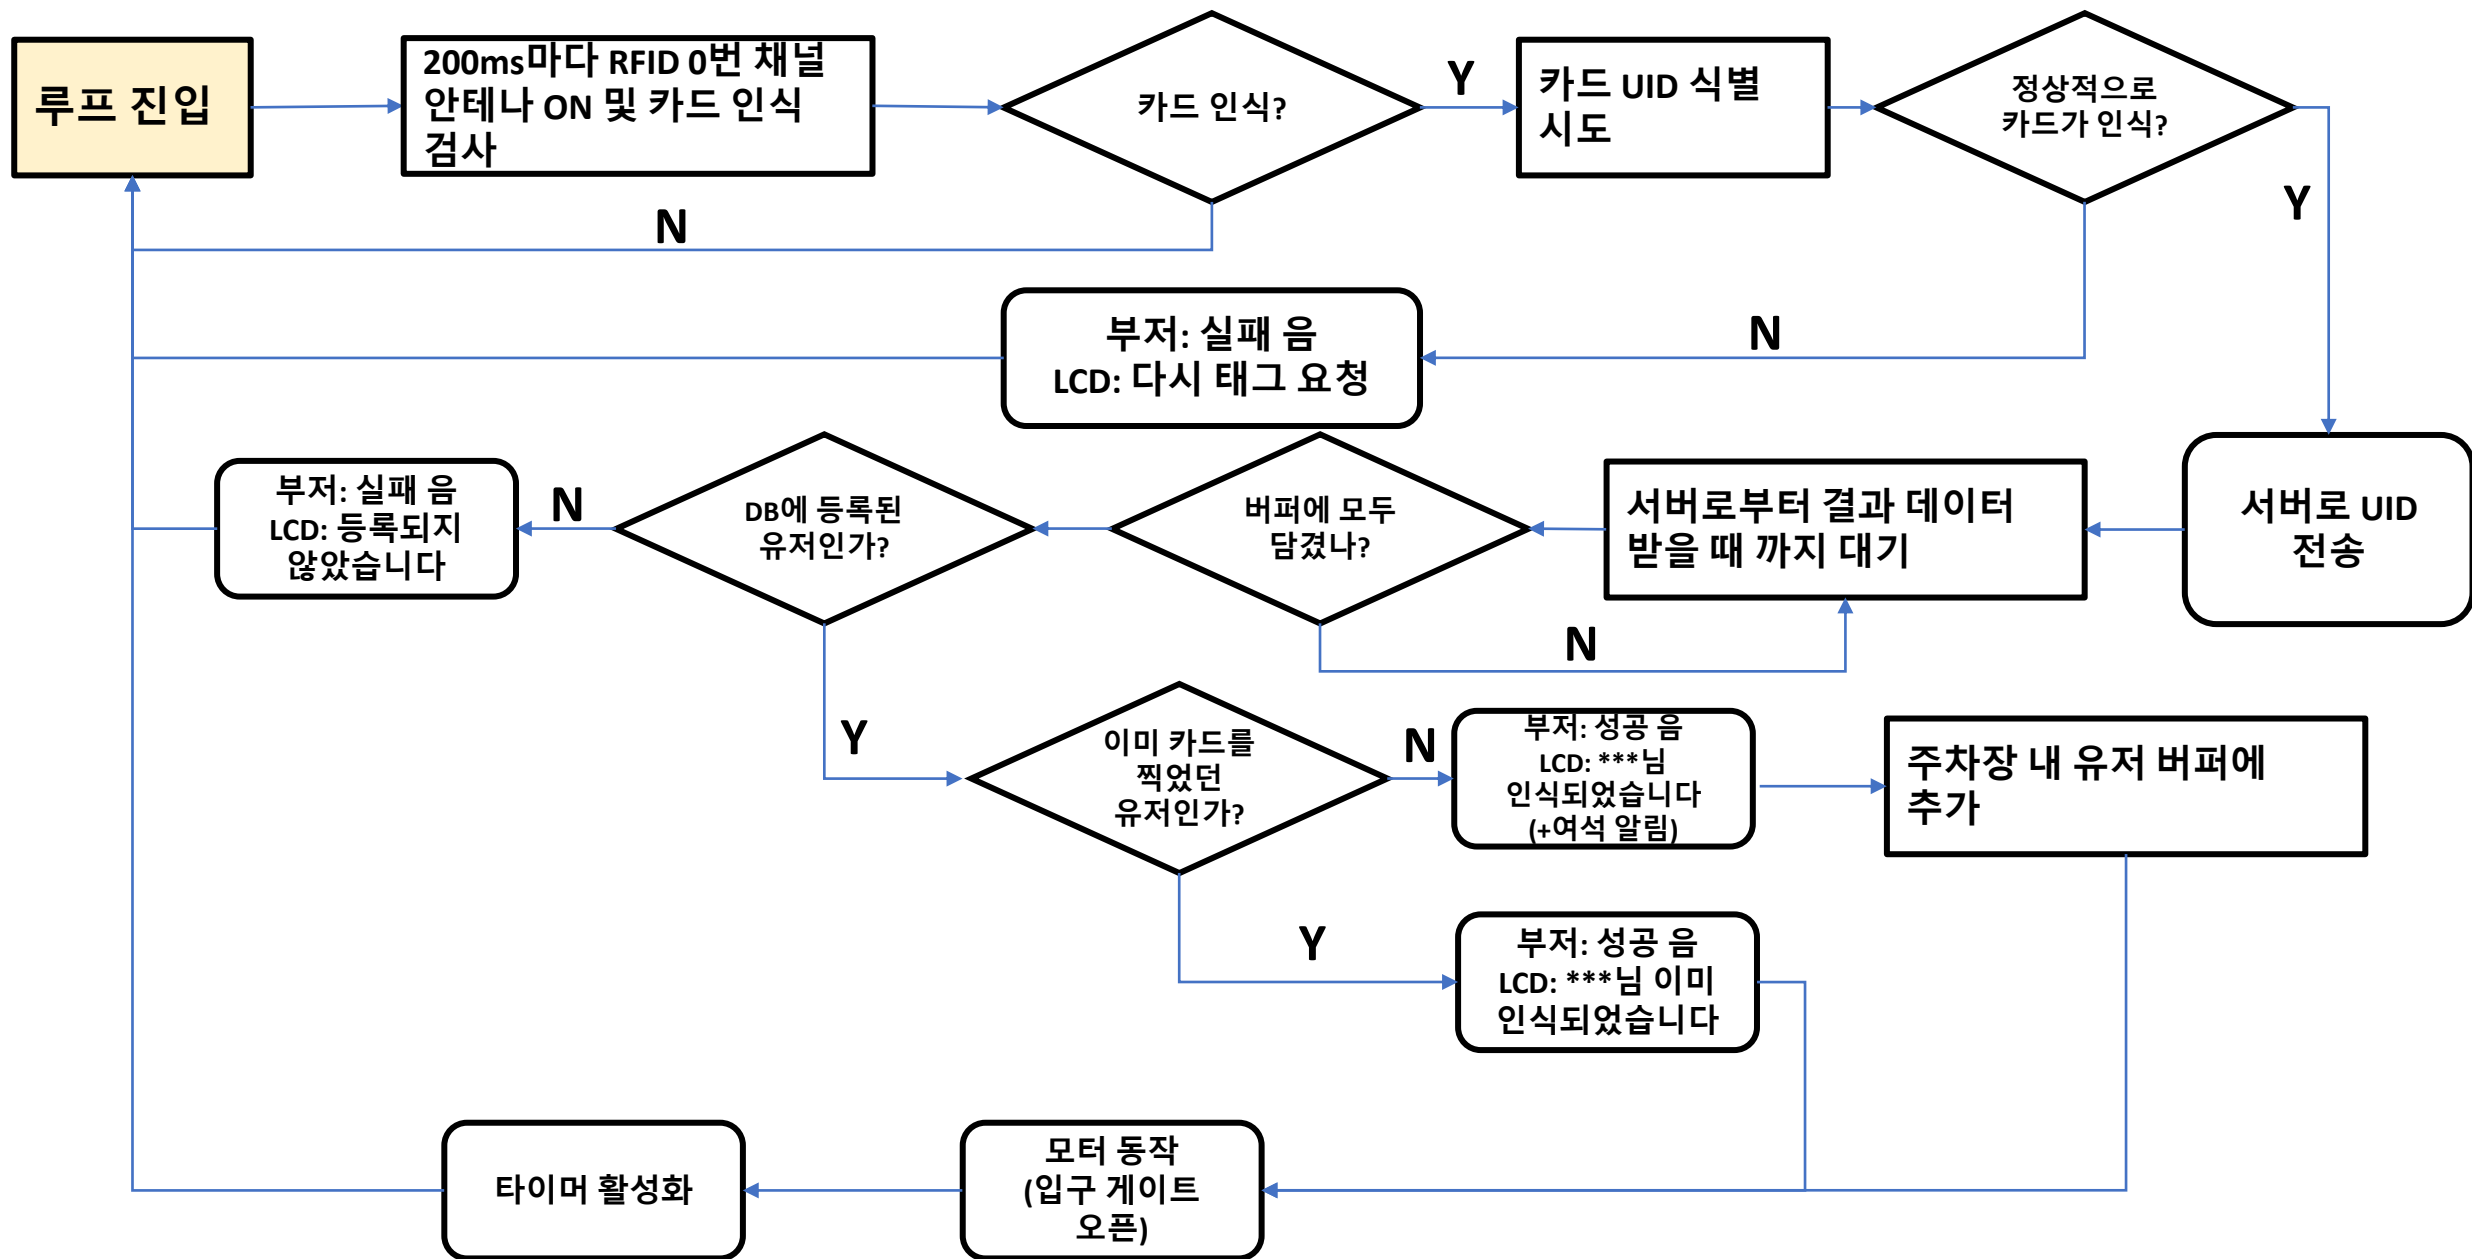 루프 진입
200ms마다 RFID 0번 채널
안테나 ON 및 카드 인식
검사
카드 인식?
Y
카드 UID 식별
시도
정상적으로
카드가 인식?
Y
N
부저: 실패 음
LCD: 다시 태그 요청
N
부저: 실패 음
LCD: 등록되지
않았습니다
N
DB에 등록된
유저인가?
버퍼에 모두
담겼나?
서버로부터 결과 데이터
받을 때 까지 대기
서버로 UID
전송
N
Y
이미 카드를
찍었던
유저인가?
N
부저: 성공 음
LCD: ***님
인식되었습니다
(+여석 알림)
주차장 내 유저 버퍼에
추가
Y
부저: 성공 음
LCD: ***님 이미
인식되었습니다
타이머 활성화
모터 동작
(입구 게이트
오픈)